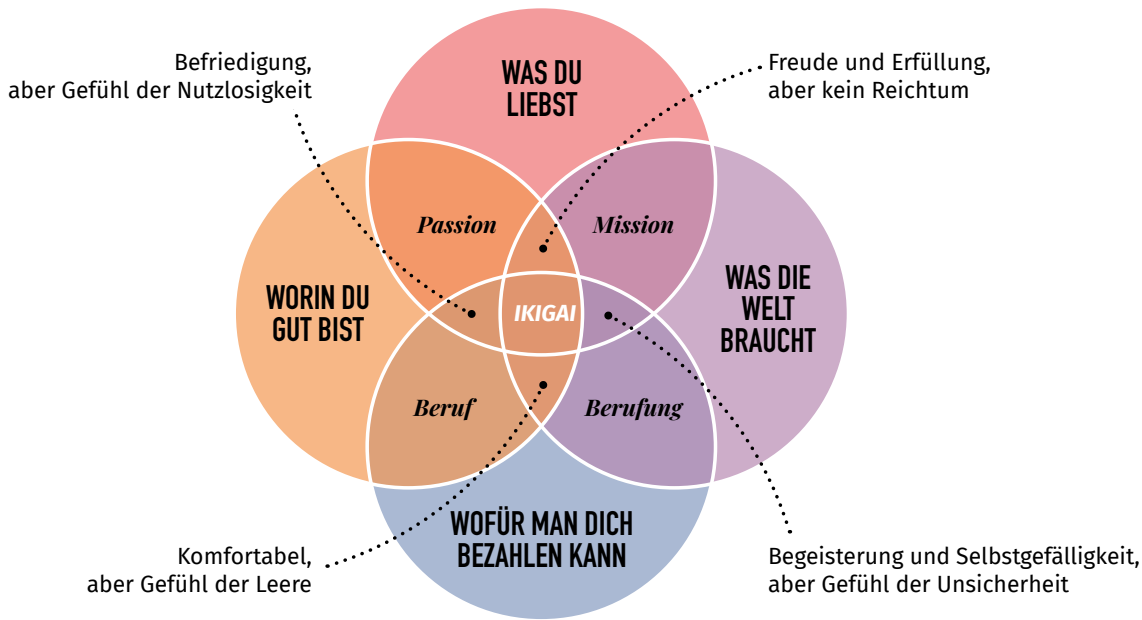 Befriedigung,
aber Gefühl der Nutzlosigkeit
WAS DU
LIEBST
Freude und Erfüllung,
aber kein Reichtum
Passion
Mission
WORIN DU
GUT BIST
IKIGAI
WAS DIE
WELT
BRAUCHT
Beruf
Berufung
WOFÜR MAN DICH
BEZAHLEN KANN
Komfortabel,
aber Gefühl der Leere
Begeisterung und Selbstgefälligkeit,
aber Gefühl der Unsicherheit